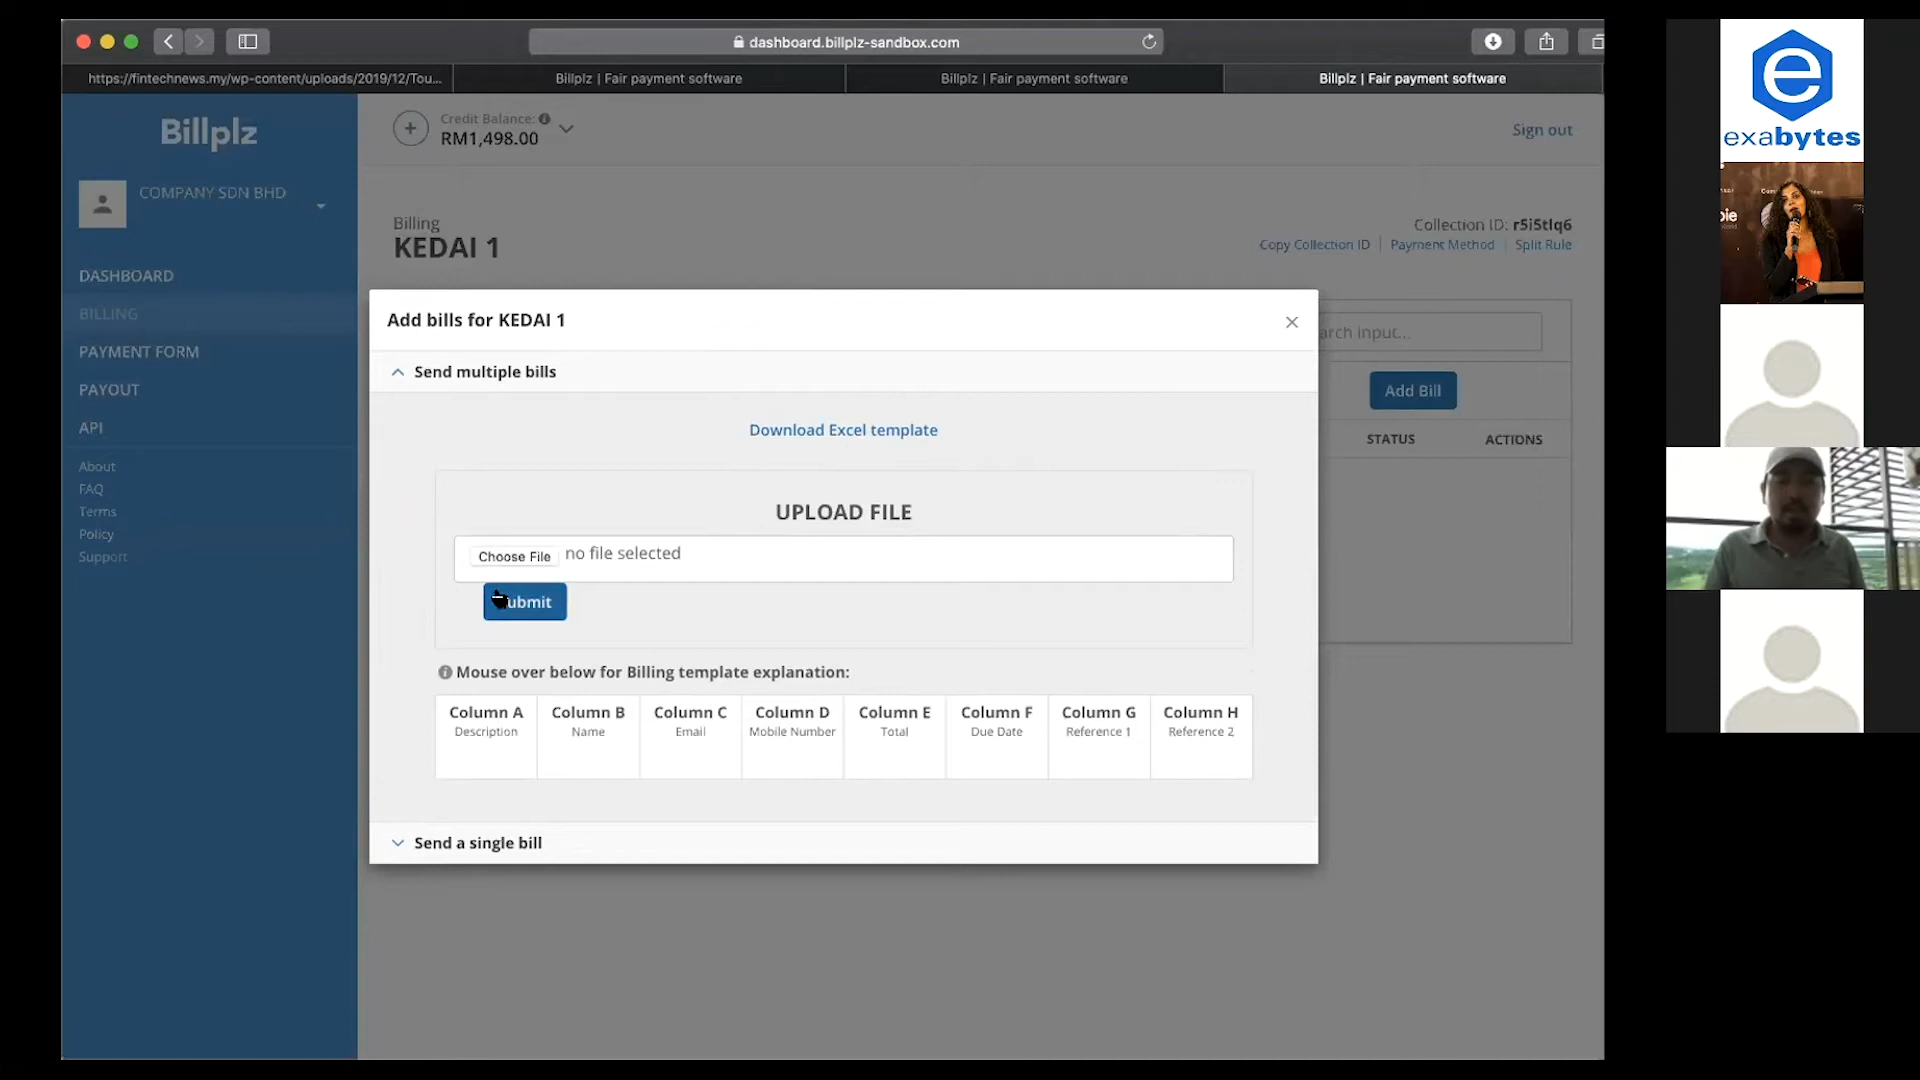 dashboard.billplz-sandbox.com
https://fintechnews.my/wp-content/uploads/2019/12/Tou...
Billplz | Fair payment software
Billplz | Fair payment software
Billplz | Fair payment software
Billplz
COMPANY SDN BHD
DASHBOARD
BILLING
PAYMENT FORM
PAYOUT
API
About
FAQ
Terms
Policy
Support
Credit Balance:
RM1,498.00
Sign out
Billing
KEDAI 1
Collection ID: r5i5tlq6
Copy Collection ID | Payment Method | Split Rule
arch input...
Add Bill
STATUS
ACTIONS
Add bills for KEDAI 1
Send multiple bills
Download Excel template
UPLOAD FILE
Choose File no file selected
ubmit
Mouse over below for Billing template explanation:
Column A
Description
Column B
Name
Column C
Email
Column D
Mobile Number
Column E
Total
Column F
Due Date
Column G
Reference 1
Column H
Reference 2
Send a single bill
exabytes